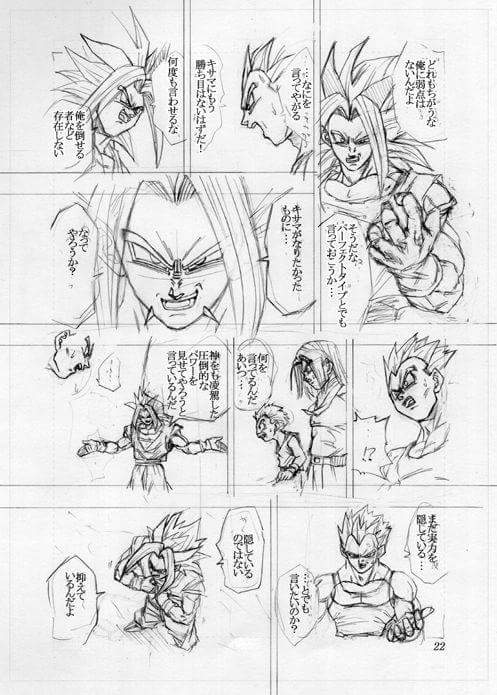 どれもちがうな
俺に弱点は
ないんだよ
そうだな、
パーフェクトタイプとでも
言っておこうか…
…なにを
言ってやがる
キサマにもう
勝ち目はないはずだ!
何度も言わせるな、
俺を倒せる
者など
存在しない
キサマがなりたかった
ものに…
なって
やろうか?
…!?
何を
言ってるんだ
あいつ…
神をも凌駕した
圧倒的な
パワーを
見せてやろうと
言っているんだ
まだ実力を
隠している…
…とでも
言いたいのか?
隠している
のではない
抑えて
いるんだよ
22